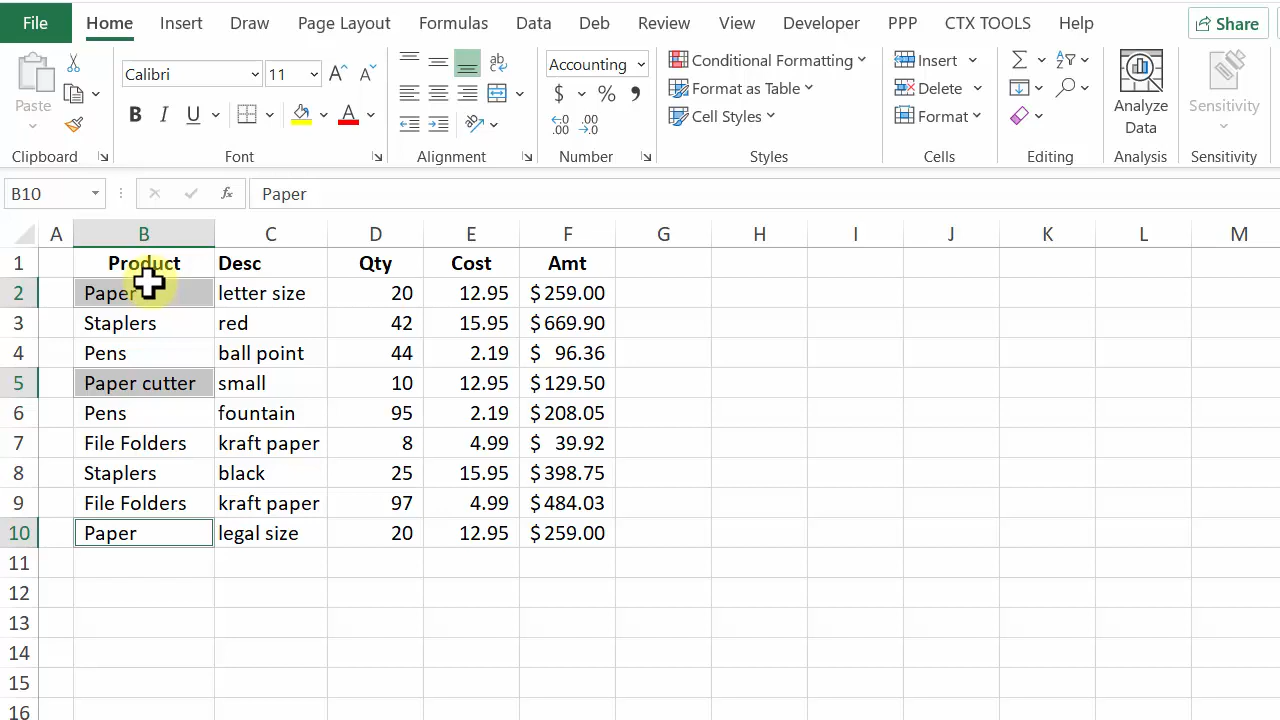 File Home Insert Draw Page Layout Formulas Data Deb Review View Developer PPP CTX TOOLS Help Share
Calibri 11 Accounting Conditional Formatting Insert
Paste B I U A $ % Format as Table Delete Analyze Data Sensitivity
Cell Styles Format
Clipboard Font Alignment Number Styles Cells Editing Analysis Sensitivity
B10 fx Paper
A B C D E F G H I J K L M
1 Product Desc Qty Cost Amt
2 Paper letter size 20 12.95 $259.00
3 Staplers red 42 15.95 $669.90
4 Pens ball point 44 2.19 $ 96.36
5 Paper cutter small 10 12.95 $129.50
6 Pens fountain 95 2.19 $208.05
7 File Folders kraft paper 8 4.99 $ 39.92
8 Staplers black 25 15.95 $398.75
9 File Folders kraft paper 97 4.99 $484.03
10 Paper legal size 20 12.95 $259.00
11
12
13
14
15
16